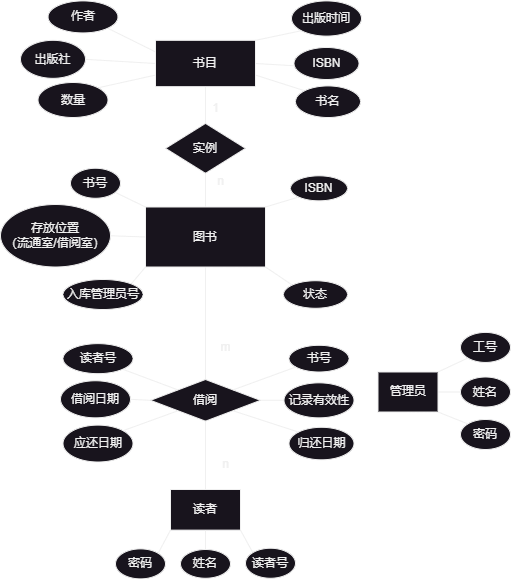 作者
出版时间
出版社
书目
ISBN
数量
书名
1
实例
n
书号
ISBN
存放位置
(流通室/借阅室)
图书
入库管理员号
状态
m
读者号
书号
工号
借阅日期
借阅
记录有效性
管理员
姓名
应还日期
归还日期
密码
n
读者
密码
姓名
读者号